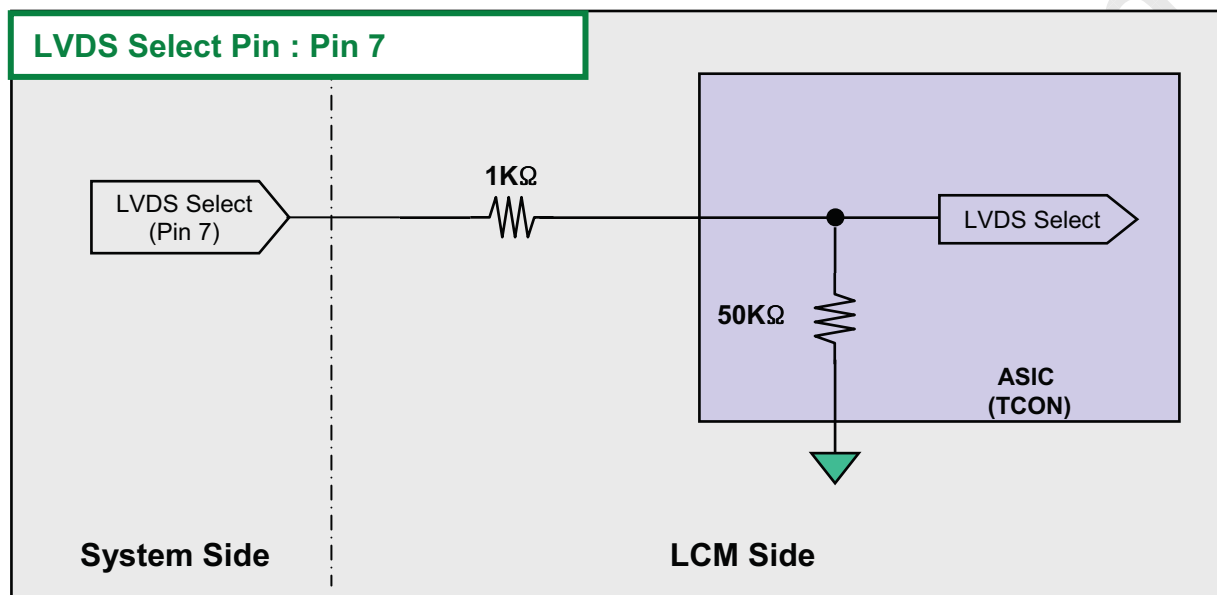 LVDS Select Pin : Pin 7
1KΩ
LVDS Select
(Pin 7)
LVDS Select
50KΩ
ASIC
(TCON)
System Side
LCM Side